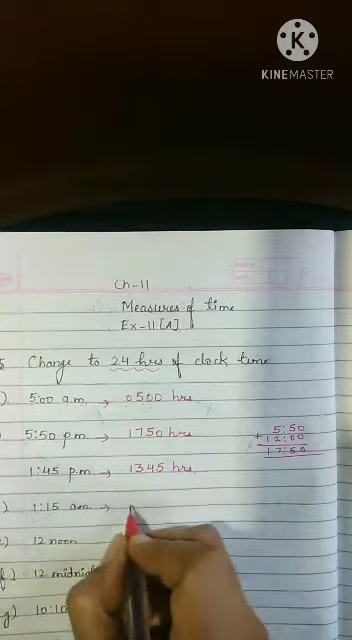 K
KINEMASTER
Ch-11
Measures of time
Ex-11[A]
5 Change to 24 hrs of clock time
) 5:00 a.m. → 0500 hrs.
5:50 p.m → 1750 hrs
5:50
+ 12:00
17:50
1:45 p.m → 1345 hrs.
) 1:15 am →
) 12 noon
f) 12
g) 10:10